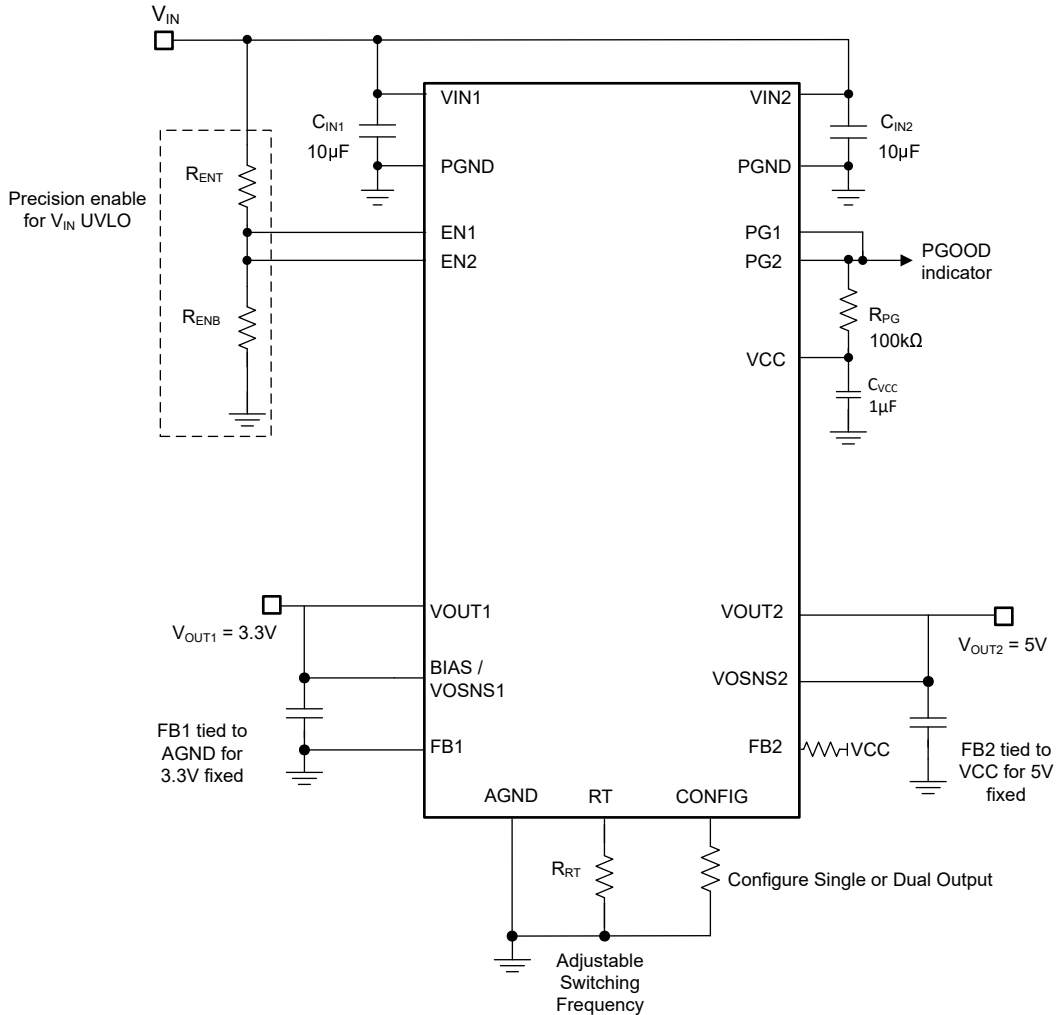 VIN
VIN1
VIN2
CIN1
10µF
CIN2
10µF
PGND
PGND
Precision enable
for VIN UVLO
RENT
EN1
EN2
RENB
PG1
PG2
PGOOD
indicator
RPG
100kΩ
VCC
CVCC
1µF
VOUT1
VOUT1 = 3.3V
BIAS /
VOSNS1
FB1 tied to
AGND for
3.3V fixed
FB1
VOUT2
VOUT2 = 5V
VOSNS2
FB2
VCC
FB2 tied to
VCC for 5V
fixed
AGND
RT
CONFIG
RRT
Configure Single or Dual Output
Adjustable
Switching
Frequency